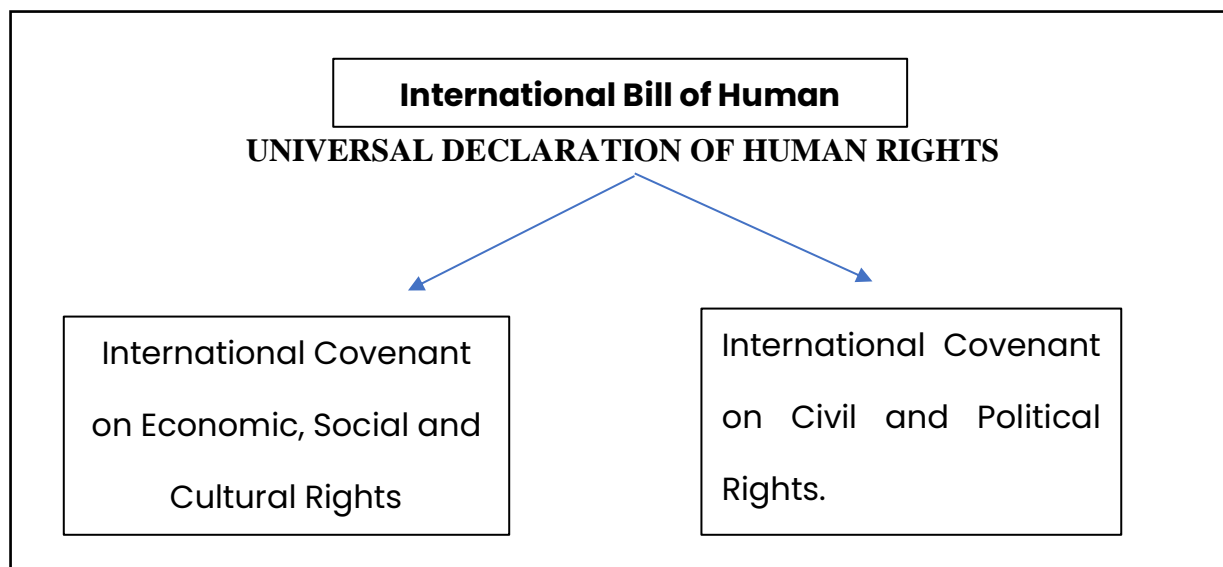 International Bill of Human
UNIVERSAL DECLARATION OF HUMAN RIGHTS
International Covenant
on Economic, Social and
Cultural Rights
International Covenant
on Civil and Political
Rights.